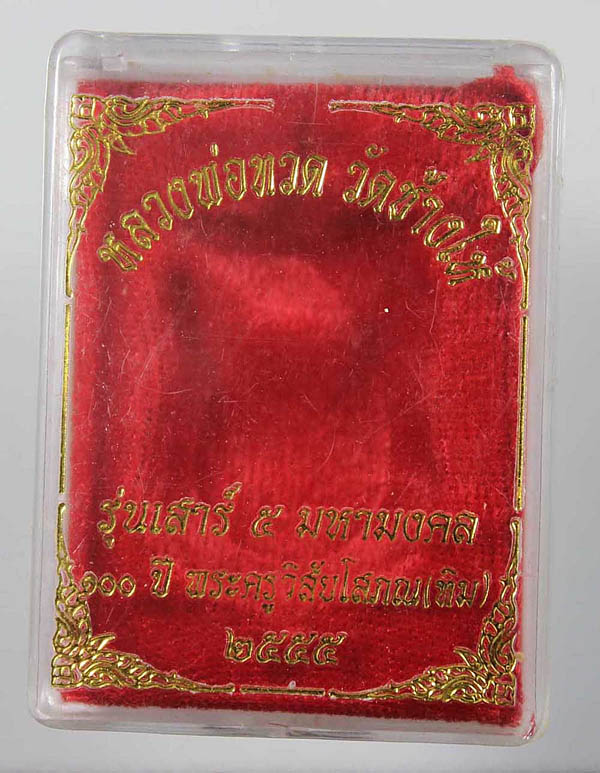 หลวงพ่อทวด วัดช้างให้
รุ่นเสาร์ ๕ มหามงคล
๑๐๐ ปี พระครูวิสัยโสภณ(ทิม)
๒๕๕๕